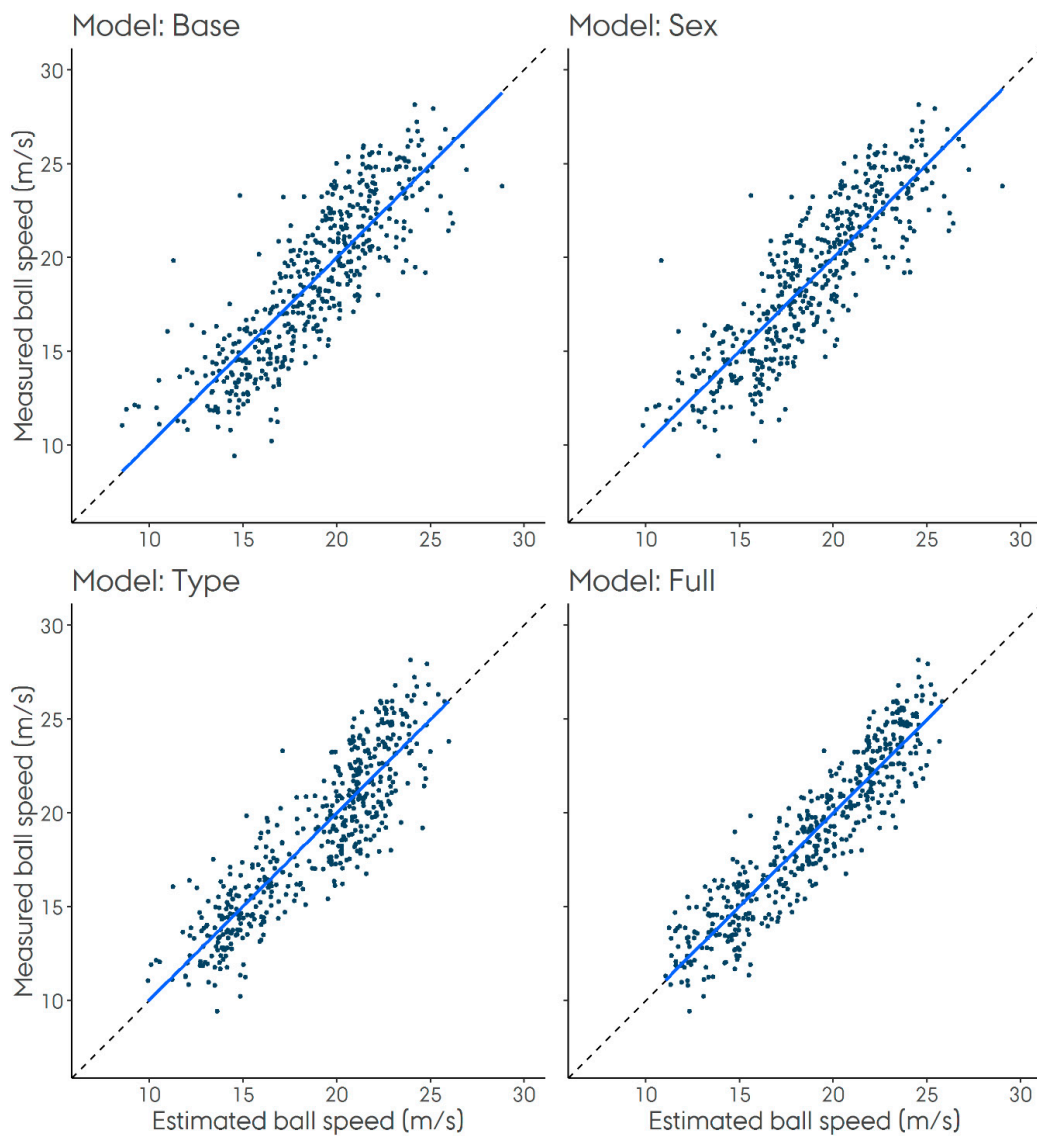 Model: Base
Model: Sex
30
25
20
15
10
Measured ball speed (m/s)
10 15 20 25 30
10 15 20 25 30
Model: Type
Model: Full
30
25
20
15
10
Measured ball speed (m/s)
10 15 20 25 30
10 15 20 25 30
Estimated ball speed (m/s)
Estimated ball speed (m/s)